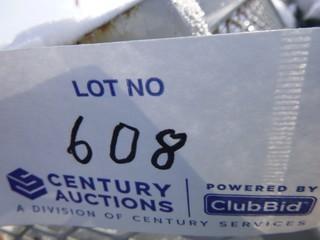 LOT NO
608
CENTURY AUCTIONS
POWERED BY
ClubBid
A DIVISION OF CENTURY SERVICES